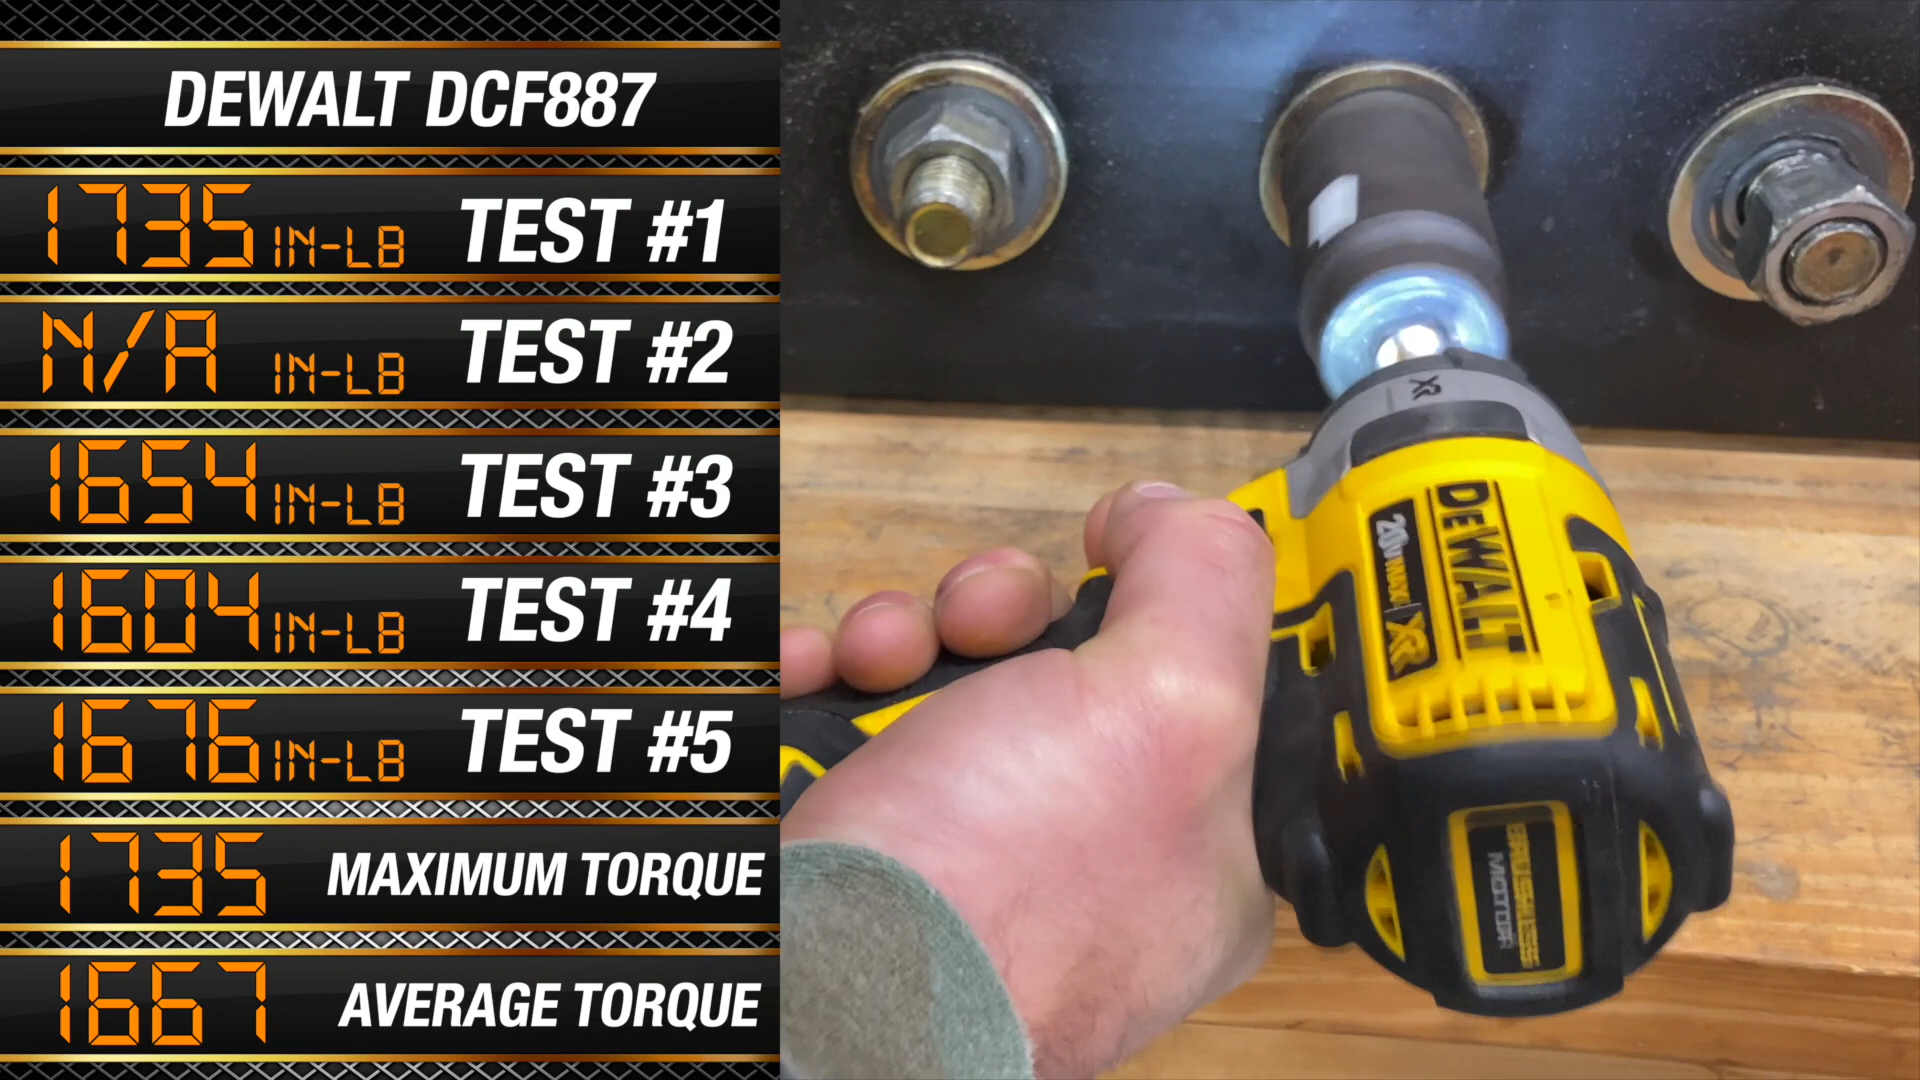 DEWALT DCF887
1735 IN-LB TEST #1
N/A IN-LB TEST #2
1654 IN-LB TEST #3
1604 IN-LB TEST #4
1676 IN-LB TEST #5
1735 MAXIMUM TORQUE
1667 AVERAGE TORQUE
XR
DEWALT
20V MAX XR
BRUSHLESS
MOTOR